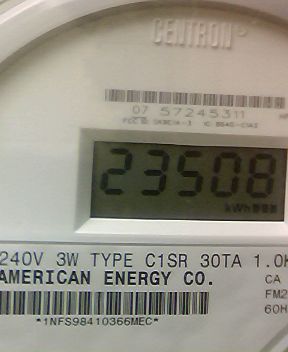 CENTRON®
07 57245311
23508
kWh
240V 3W TYPE C1SR 30TA 1.0K
AMERICAN ENERGY CO.
CA
FM2
60H
*1NFS98410366MEC*